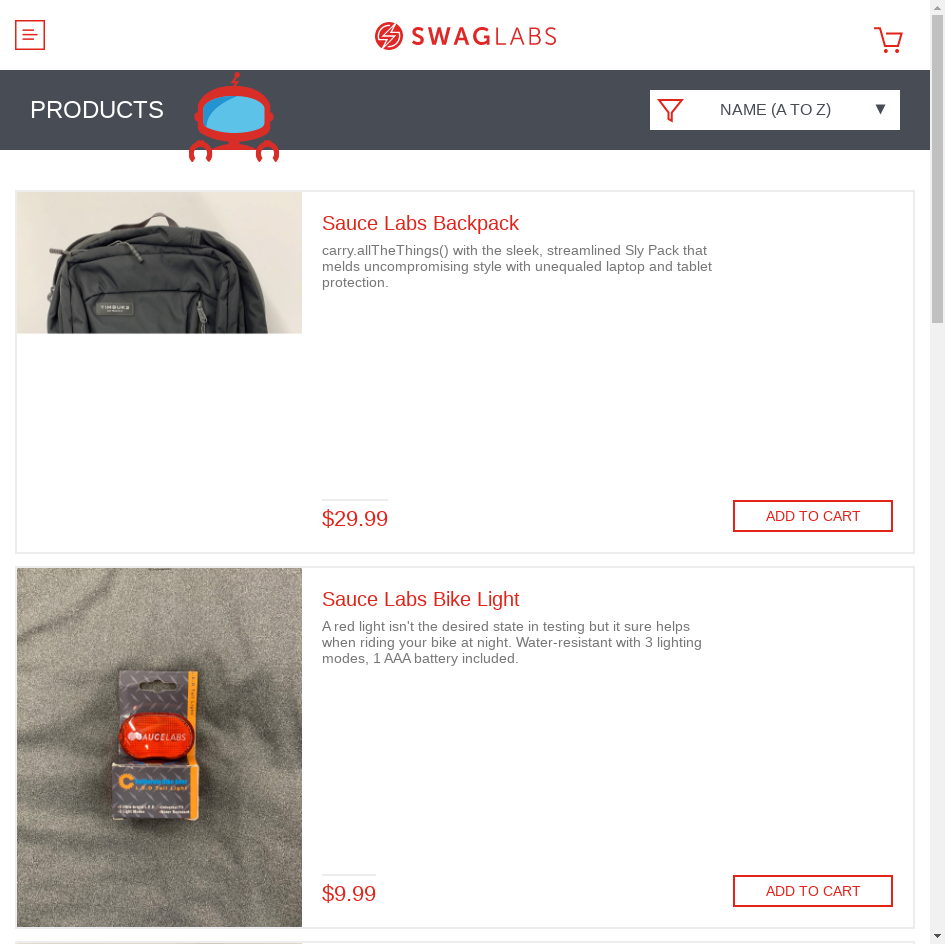 SWAGLABS
PRODUCTS
NAME (A TO Z)
Sauce Labs Backpack
carry.allTheThings() with the sleek, streamlined Sly Pack that
melds uncompromising style with unequaled laptop and tablet
protection.
TIMBUK2
$29.99
ADD TO CART
Sauce Labs Bike Light
A red light isn't the desired state in testing but it sure helps
when riding your bike at night. Water-resistant with 3 lighting
modes, 1 AAA battery included.
SAUCELABS
L.E.D Tail Light
$9.99
ADD TO CART